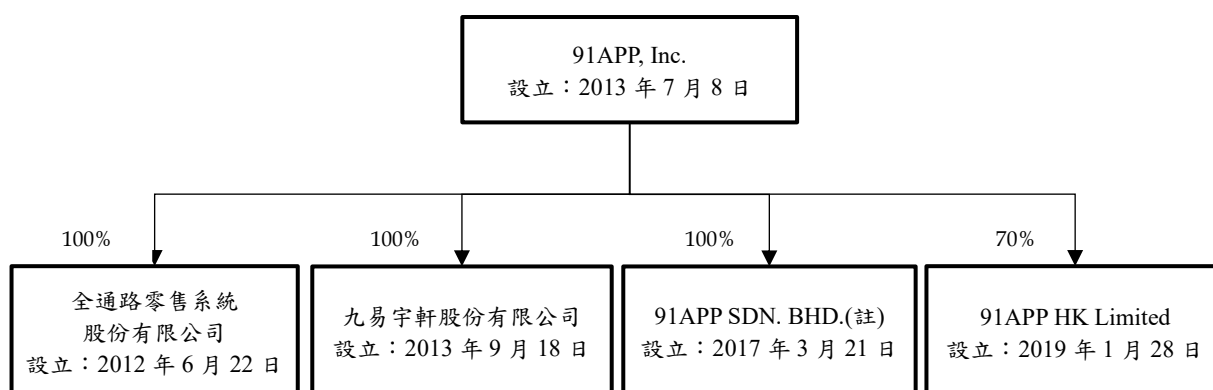 91APP, Inc.
設立：2013 年 7 月 8 日
100%
100%
100%
70%
全通路零售系統
股份有限公司
設立：2012 年 6 月 22 日
九易宇軒股份有限公司
設立：2013 年 9 月 18 日
91APP SDN. BHD.(註)
設立：2017 年 3 月 21 日
91APP HK Limited
設立：2019 年 1 月 28 日